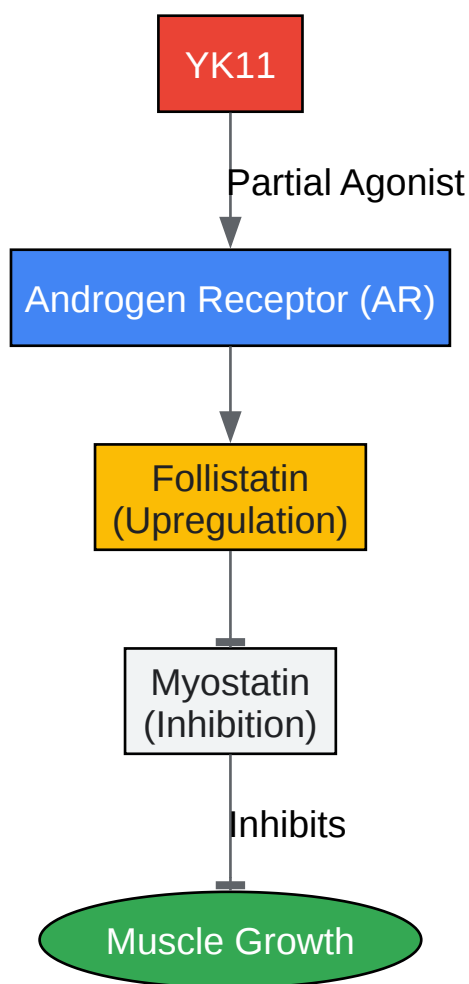 YK11
Partial Agonist
Androgen Receptor (AR)
Follistatin
(Upregulation)
Myostatin
(Inhibition)
Inhibits
Muscle Growth